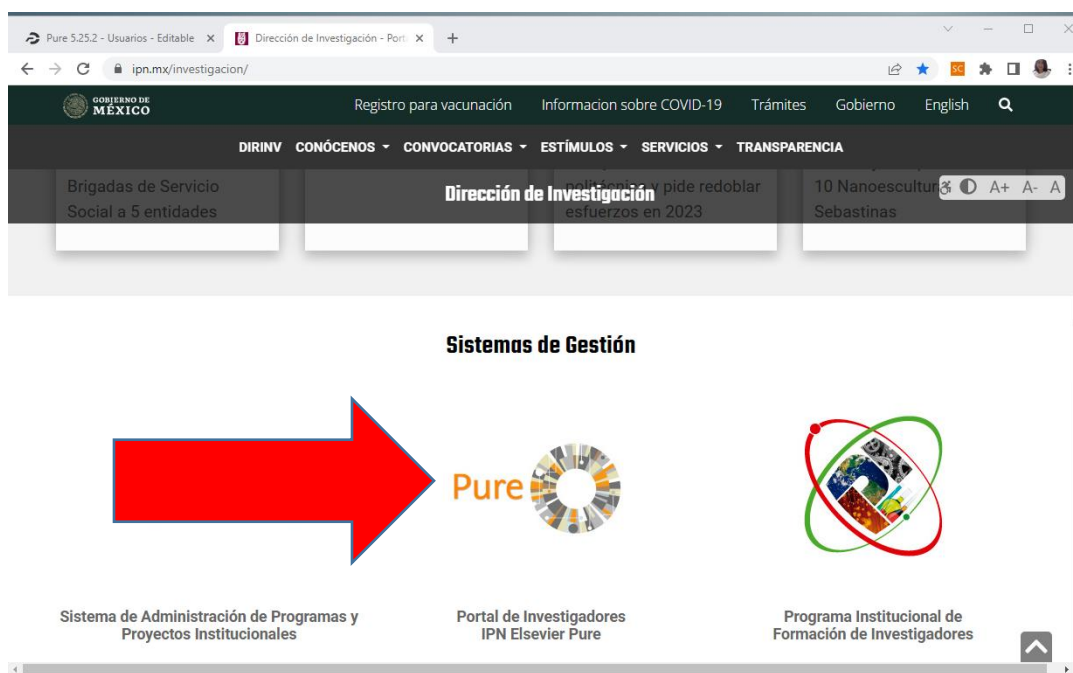 Pure 5.25.2 - Usuarios - Editable
Dirección de Investigación - Port
ipn.mx/investigacion/
SC
GOBIERNO DE
MÉXICO
Registro para vacunación Informacion sobre COVID-19 Trámites Gobierno English
DIRINV CONÓCENOS CONVOCATORIAS ESTÍMULOS SERVICIOS TRANSPARENCIA
Brigadas de Servicio
Social a 5 entidades
Dirección de Investigación
y pide redoblar
esfuerzos en 2023
10
Sebastinas
A+ A- A
Sistemas de Gestión
Pure
Sistema de Administración de Programas y
Proyectos Institucionales
Portal de Investigadores
IPN Elsevier Pure
Programa Institucional de
Formación de Investigadores